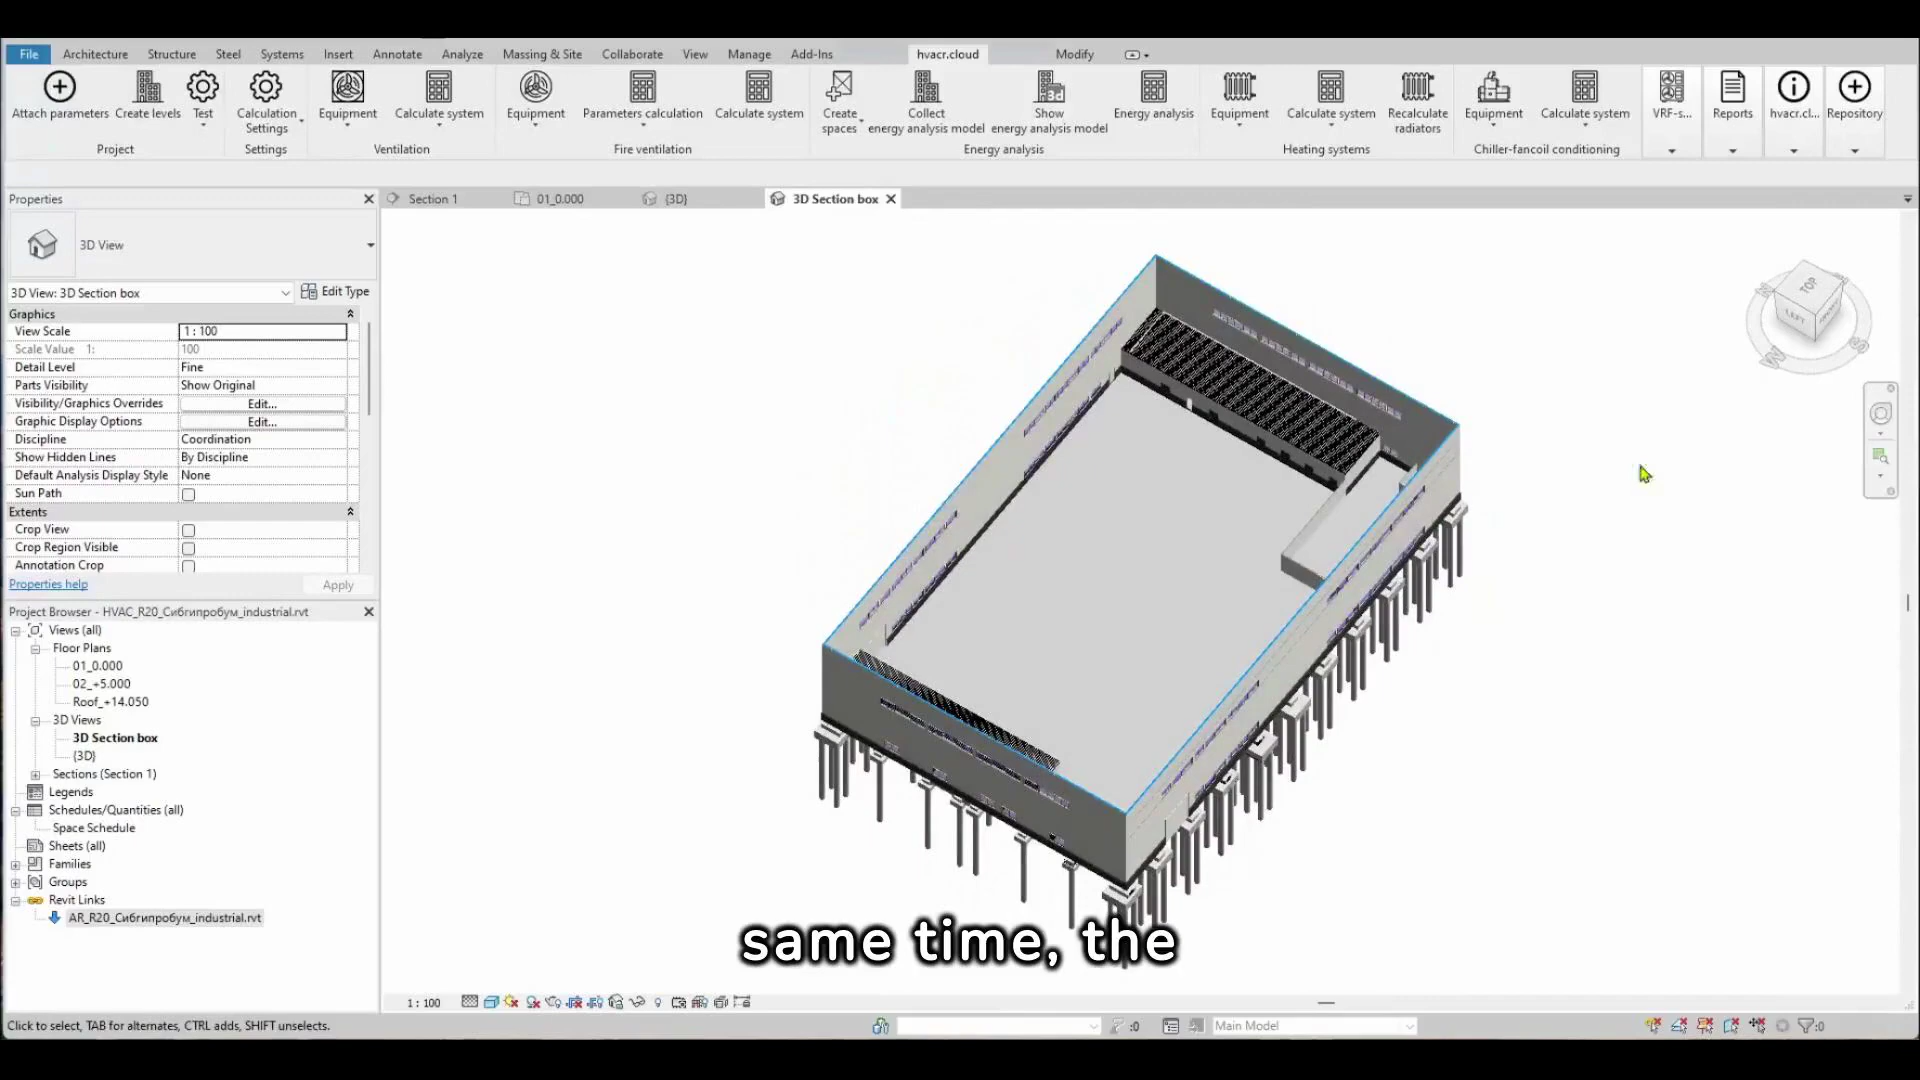 File Architecture Structure Steel Systems Insert Annotate Analyze Massing & Site Collaborate View Manage Add-Ins hvacr.cloud Modify
Attach parameters Create levels Test Calculation Settings Equipment Calculate system Equipment Parameters calculation Calculate system Create spaces Collect energy analysis model Show energy analysis model Energy analysis Equipment Calculate system Recalculate radiators Equipment Calculate system VRF-s... Reports hvacr.cl... Repository
Project Settings Ventilation Fire ventilation Energy analysis Heating systems Chiller-fancoil conditioning
Properties
Section 1 01_0.000 {3D} 3D Section box
3D View
3D View: 3D Section box Edit Type
Graphics
View Scale 1 : 100
Scale Value 1: 100
Detail Level Fine
Parts Visibility Show Original
Visibility/Graphics Overrides Edit...
Graphic Display Options Edit...
Discipline Coordination
Show Hidden Lines By Discipline
Default Analysis Display Style None
Sun Path
Extents
Crop View
Crop Region Visible
Annotation Crop
Properties help Apply
Project Browser - HVAC_R20_Сибгипробум_industrial.rvt
Views (all)
Floor Plans
01_0.000
02_+5.000
Roof_+14.050
3D Views
3D Section box
{3D}
Sections (Section 1)
Legends
Schedules/Quantities (all)
Space Schedule
Sheets (all)
Families
Groups
Revit Links
AR_R20_Сибгипробум_industrial.rvt
TOP
LEFT
same time, the
1 : 100
Click to select, TAB for alternates, CTRL adds, SHIFT unselects.
:0
Main Model
:0